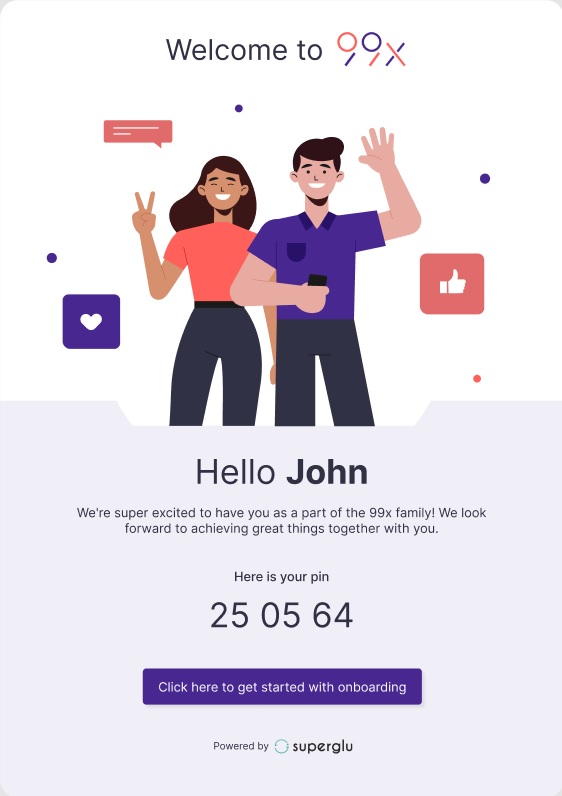 Welcome to 99x
Hello John
We're super excited to have you as a part of the 99x family! We look
forward to achieving great things together with you.
Here is your pin
25 05 64
Click here to get started with onboarding
Powered by superglu